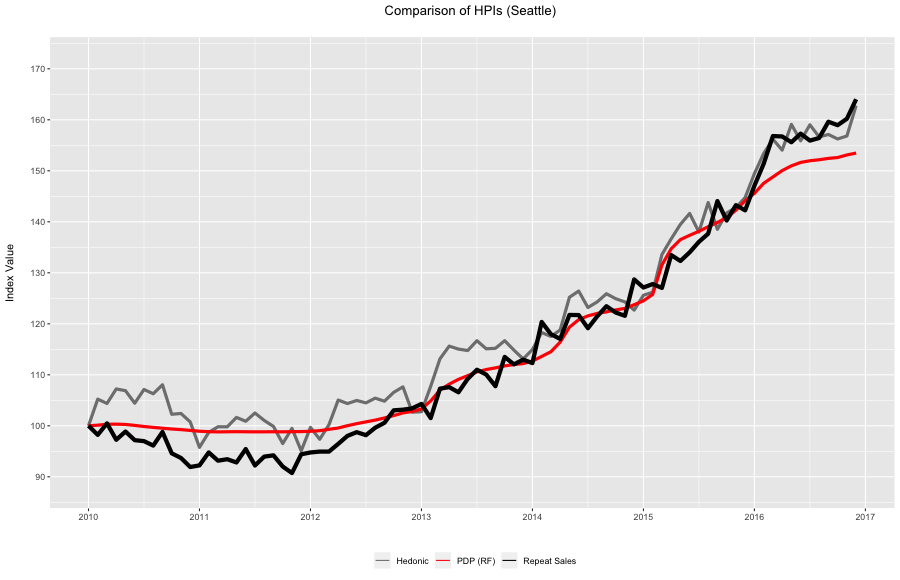 Comparison of HPIs (Seattle)
Index Value
170
160
150
140
130
120
110
100
90
2010 2011 2012 2013 2014 2015 2016 2017
Hedonic PDP (RF) Repeat Sales